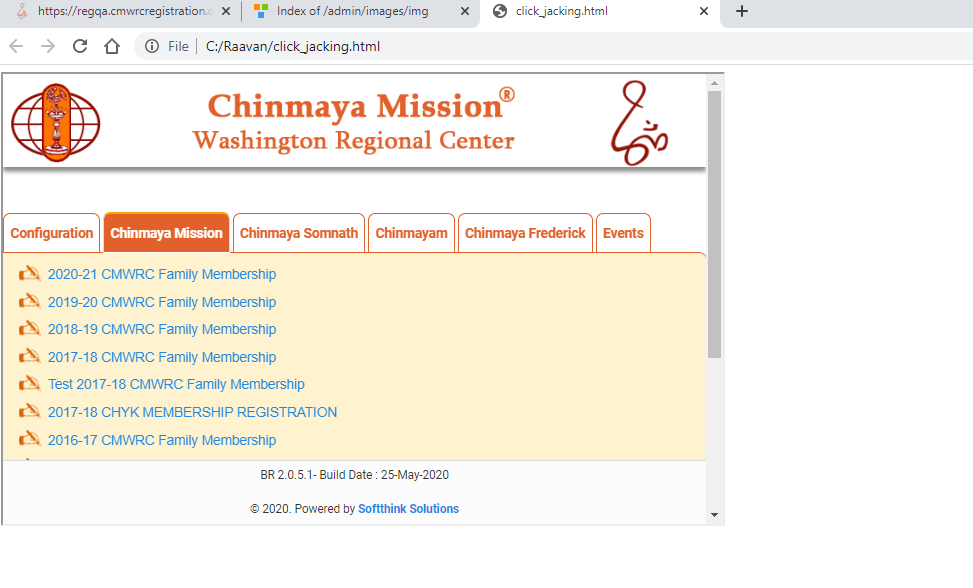 https://regqa.cmwrcregistration.c
Index of /admin/images/img
click_jacking.html
File
C:/Raavan/click_jacking.html
Chinmaya Mission®
Washington Regional Center
Configuration
Chinmaya Mission
Chinmaya Somnath
Chinmayam
Chinmaya Frederick
Events
2020-21 CMWRC Family Membership
2019-20 CMWRC Family Membership
2018-19 CMWRC Family Membership
2017-18 CMWRC Family Membership
Test 2017-18 CMWRC Family Membership
2017-18 CHYK MEMBERSHIP REGISTRATION
2016-17 CMWRC Family Membership
BR 2.0.5.1- Build Date : 25-May-2020
© 2020. Powered by Softthink Solutions